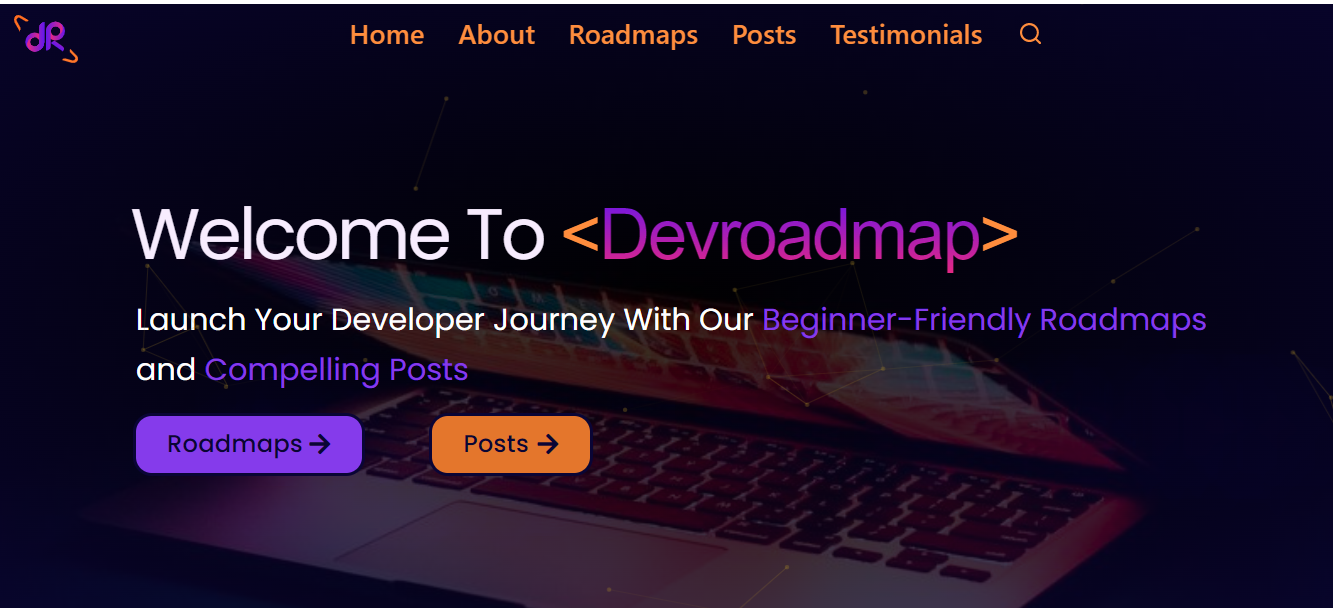 dR
Home About Roadmaps Posts Testimonials
Welcome To <Devroadmap>
Launch Your Developer Journey With Our Beginner-Friendly Roadmaps
and Compelling Posts
Roadmaps → Posts →